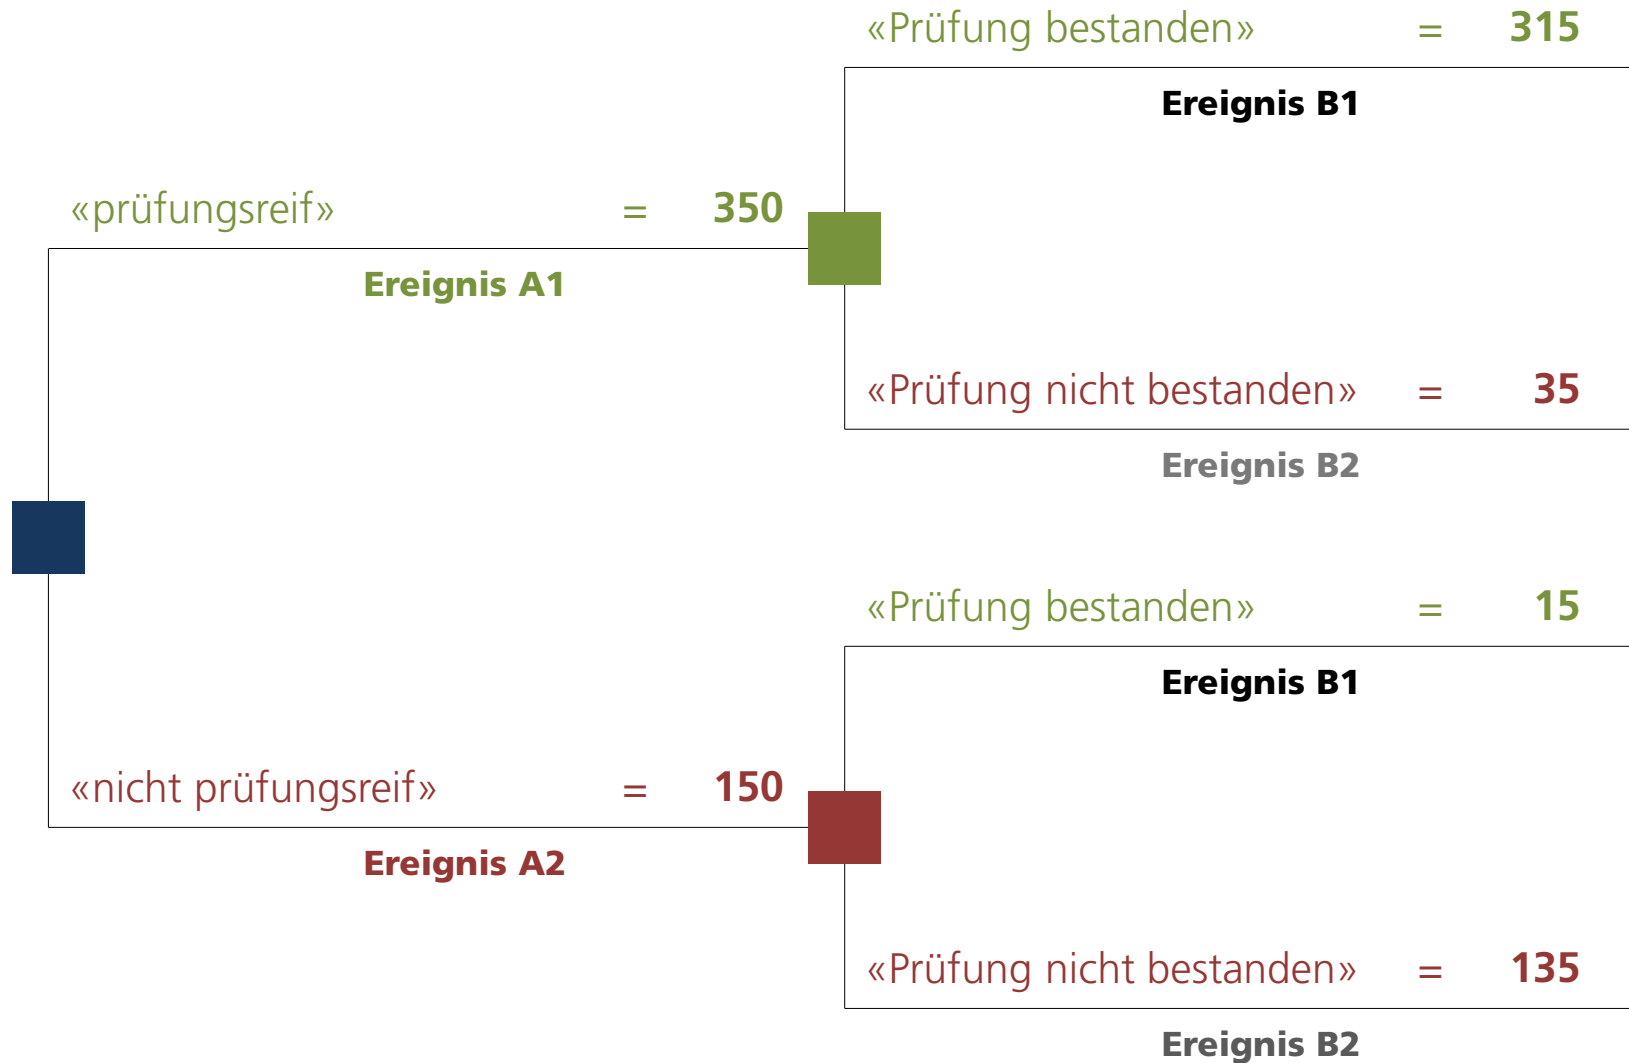 «Prüfung bestanden» = 315
Ereignis B1
«prüfungsreif» = 350
Ereignis A1
«Prüfung nicht bestanden» = 35
Ereignis B2
«Prüfung bestanden» = 15
Ereignis B1
«nicht prüfungsreif» = 150
Ereignis A2
«Prüfung nicht bestanden» = 135
Ereignis B2